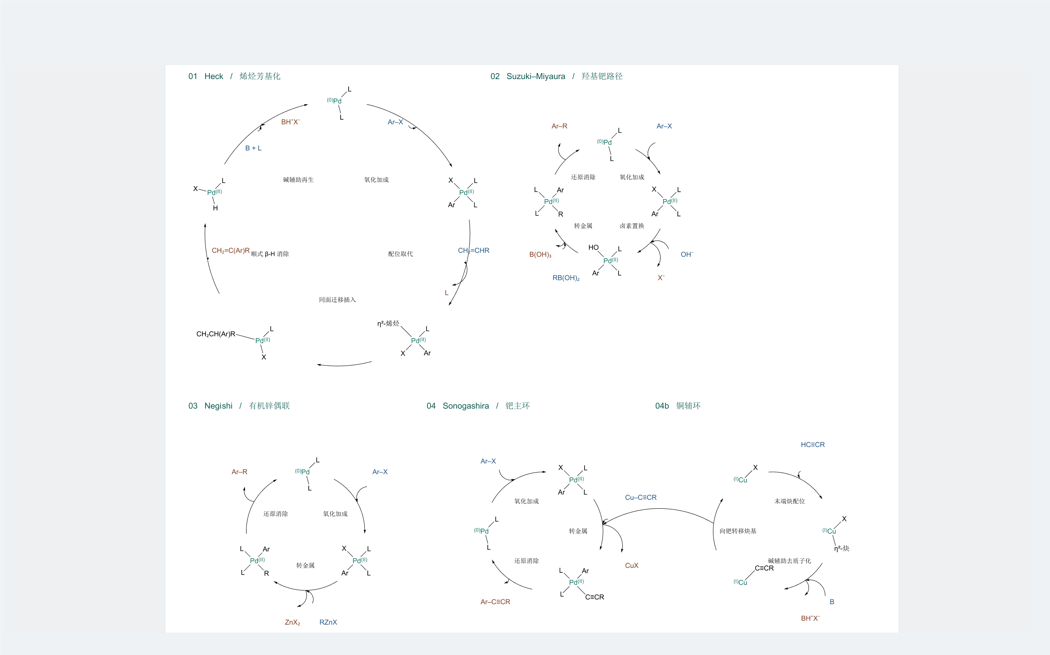 01 Heck / 烯烃芳基化
⁽⁰⁾Pd
L
L
BH⁺X⁻
Ar–X
B + L
碱辅助再生
氧化加成
X
L
Pd⁽ᴵᴵ⁾
H
X
L
Pd⁽ᴵᴵ⁾
Ar
L
CH₂=C(Ar)R
顺式 β-H 消除
配位取代
CH₂=CHR
L
同面迁移插入
CH₂CH(Ar)R
L
Pd⁽ᴵᴵ⁾
X
η²-烯烃
L
Pd⁽ᴵᴵ⁾
X
Ar
02 Suzuki–Miyaura / 羟基钯路径
Ar–R
L
⁽⁰⁾Pd
L
Ar–X
还原消除
氧化加成
L
Ar
Pd⁽ᴵᴵ⁾
L
R
X
L
Pd⁽ᴵᴵ⁾
Ar
L
转金属
卤素置换
B(OH)₃
HO
L
Pd⁽ᴵᴵ⁾
Ar
L
OH⁻
RB(OH)₂
X⁻
03 Negishi / 有机锌偶联
Ar–R
L
⁽⁰⁾Pd
L
Ar–X
还原消除
氧化加成
L
Ar
Pd⁽ᴵᴵ⁾
L
R
转金属
X
L
Pd⁽ᴵᴵ⁾
Ar
L
ZnX₂
RZnX
04 Sonogashira / 钯主环
Ar–X
X
L
Pd⁽ᴵᴵ⁾
Ar
L
氧化加成
Cu–C≡CR
L
⁽⁰⁾Pd
L
转金属
还原消除
L
Ar
Pd⁽ᴵᴵ⁾
L
C≡CR
CuX
Ar–C≡CR
04b 铜辅环
HC≡CR
X
⁽ᴵ⁾Cu
末端炔配位
向钯转移炔基
X
⁽ᴵ⁾Cu
η²-炔
碱辅助去质子化
C≡CR
⁽ᴵ⁾Cu
B
BH⁺X⁻